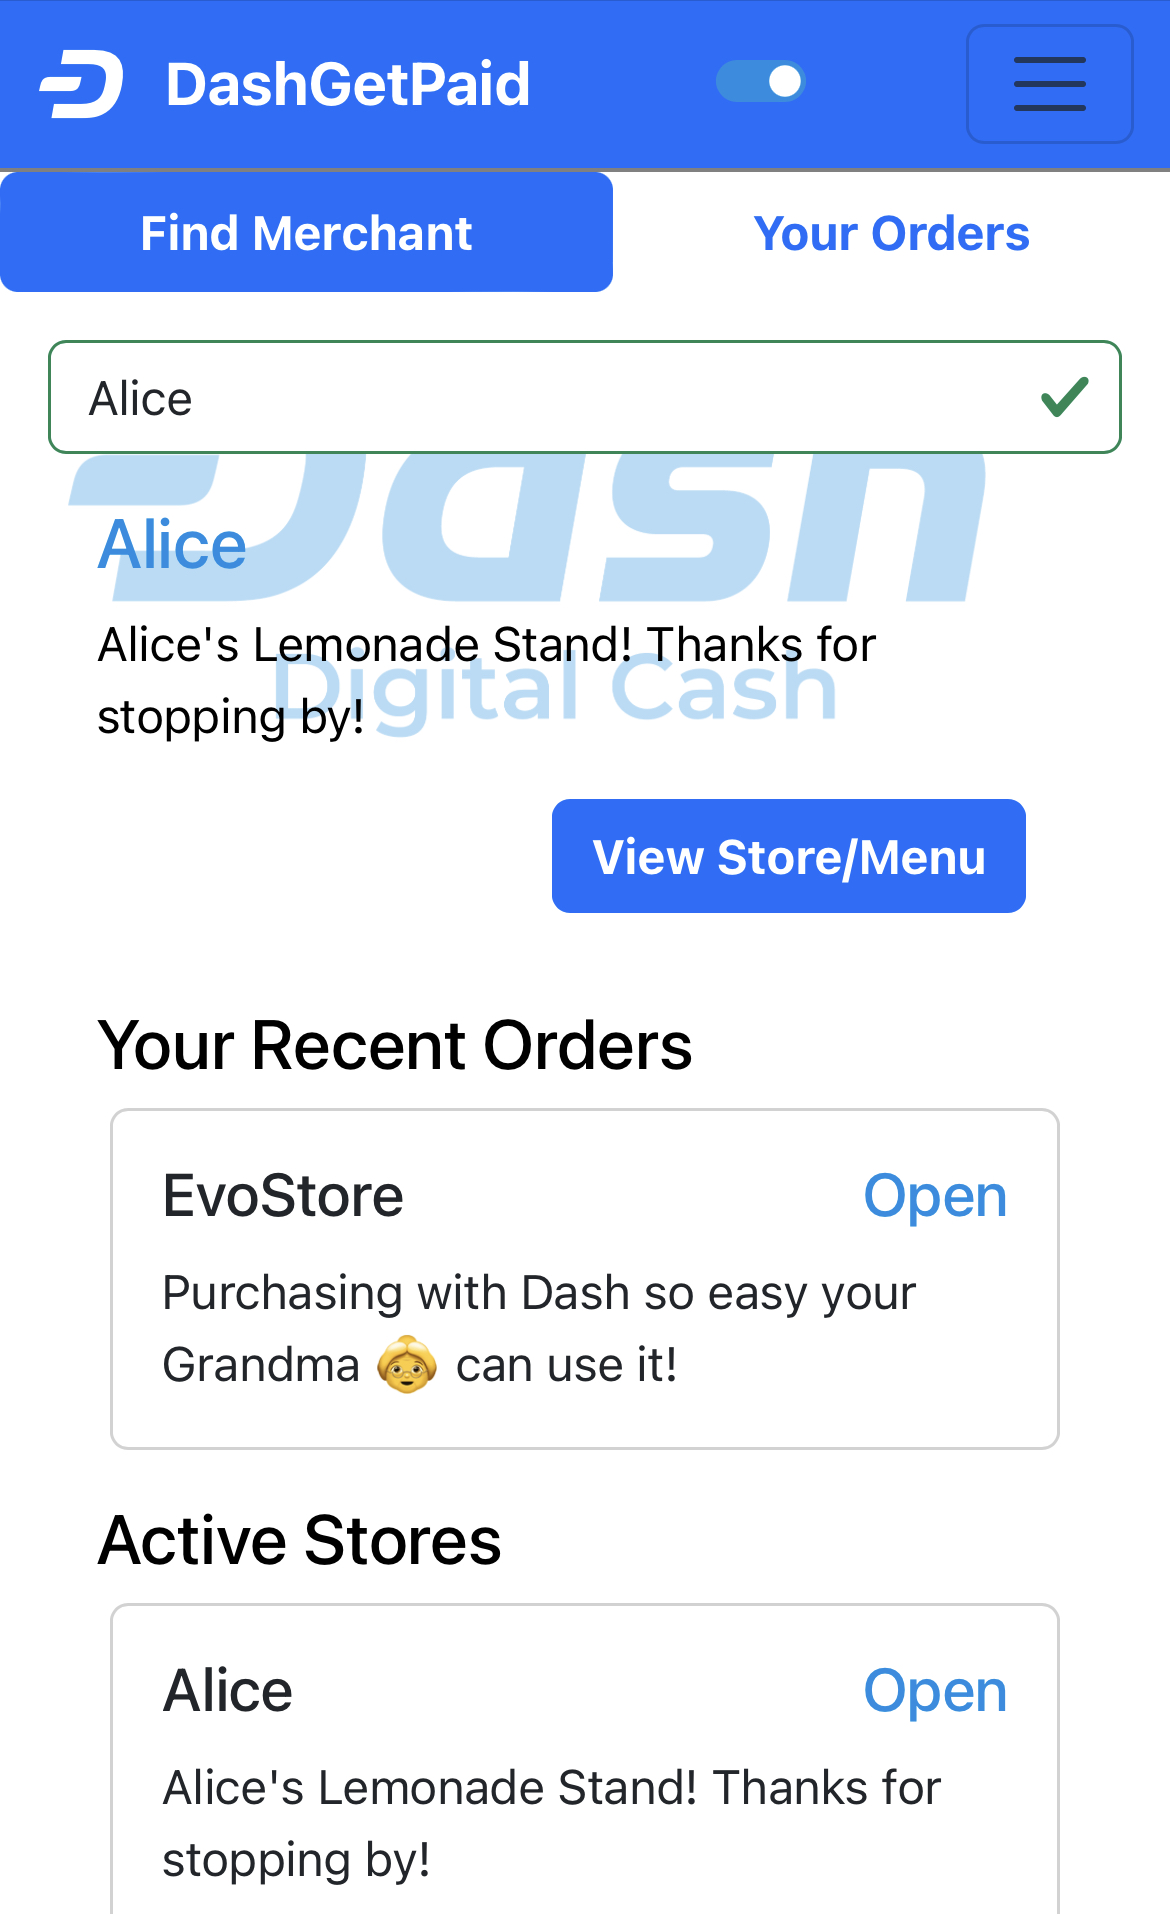 DashGetPaid
Find Merchant
Your Orders
Alice
Dash
Alice
Digital Cash
Alice's Lemonade Stand! Thanks for
stopping by!
View Store/Menu
Your Recent Orders
EvoStore
Open
Purchasing with Dash so easy your
Grandma 👵 can use it!
Active Stores
Alice
Open
Alice's Lemonade Stand! Thanks for
stopping by!